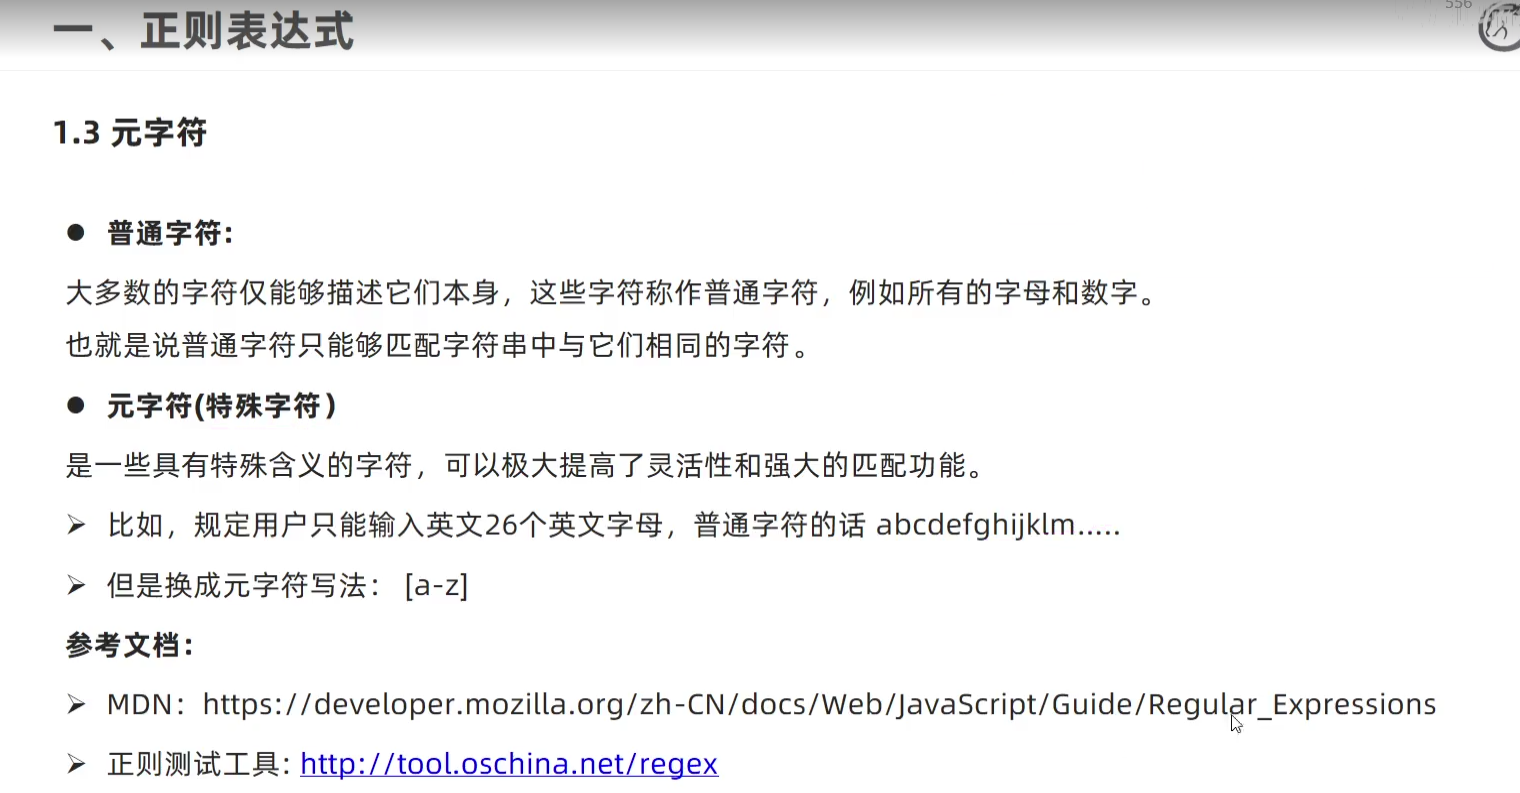 一、正则表达式
556
1.3 元字符
● 普通字符:
大多数的字符仅能够描述它们本身，这些字符称作普通字符，例如所有的字母和数字。
也就是说普通字符只能够匹配字符串中与它们相同的字符。
● 元字符(特殊字符）
是一些具有特殊含义的字符，可以极大提高了灵活性和强大的匹配功能。
➢ 比如，规定用户只能输入英文26个英文字母，普通字符的话 abcdefghijklm.....
➢ 但是换成元字符写法： [a-z]
参考文档：
➢ MDN：https://developer.mozilla.org/zh-CN/docs/Web/JavaScript/Guide/Regular_Expressions
➢ 正则测试工具: http://tool.oschina.net/regex